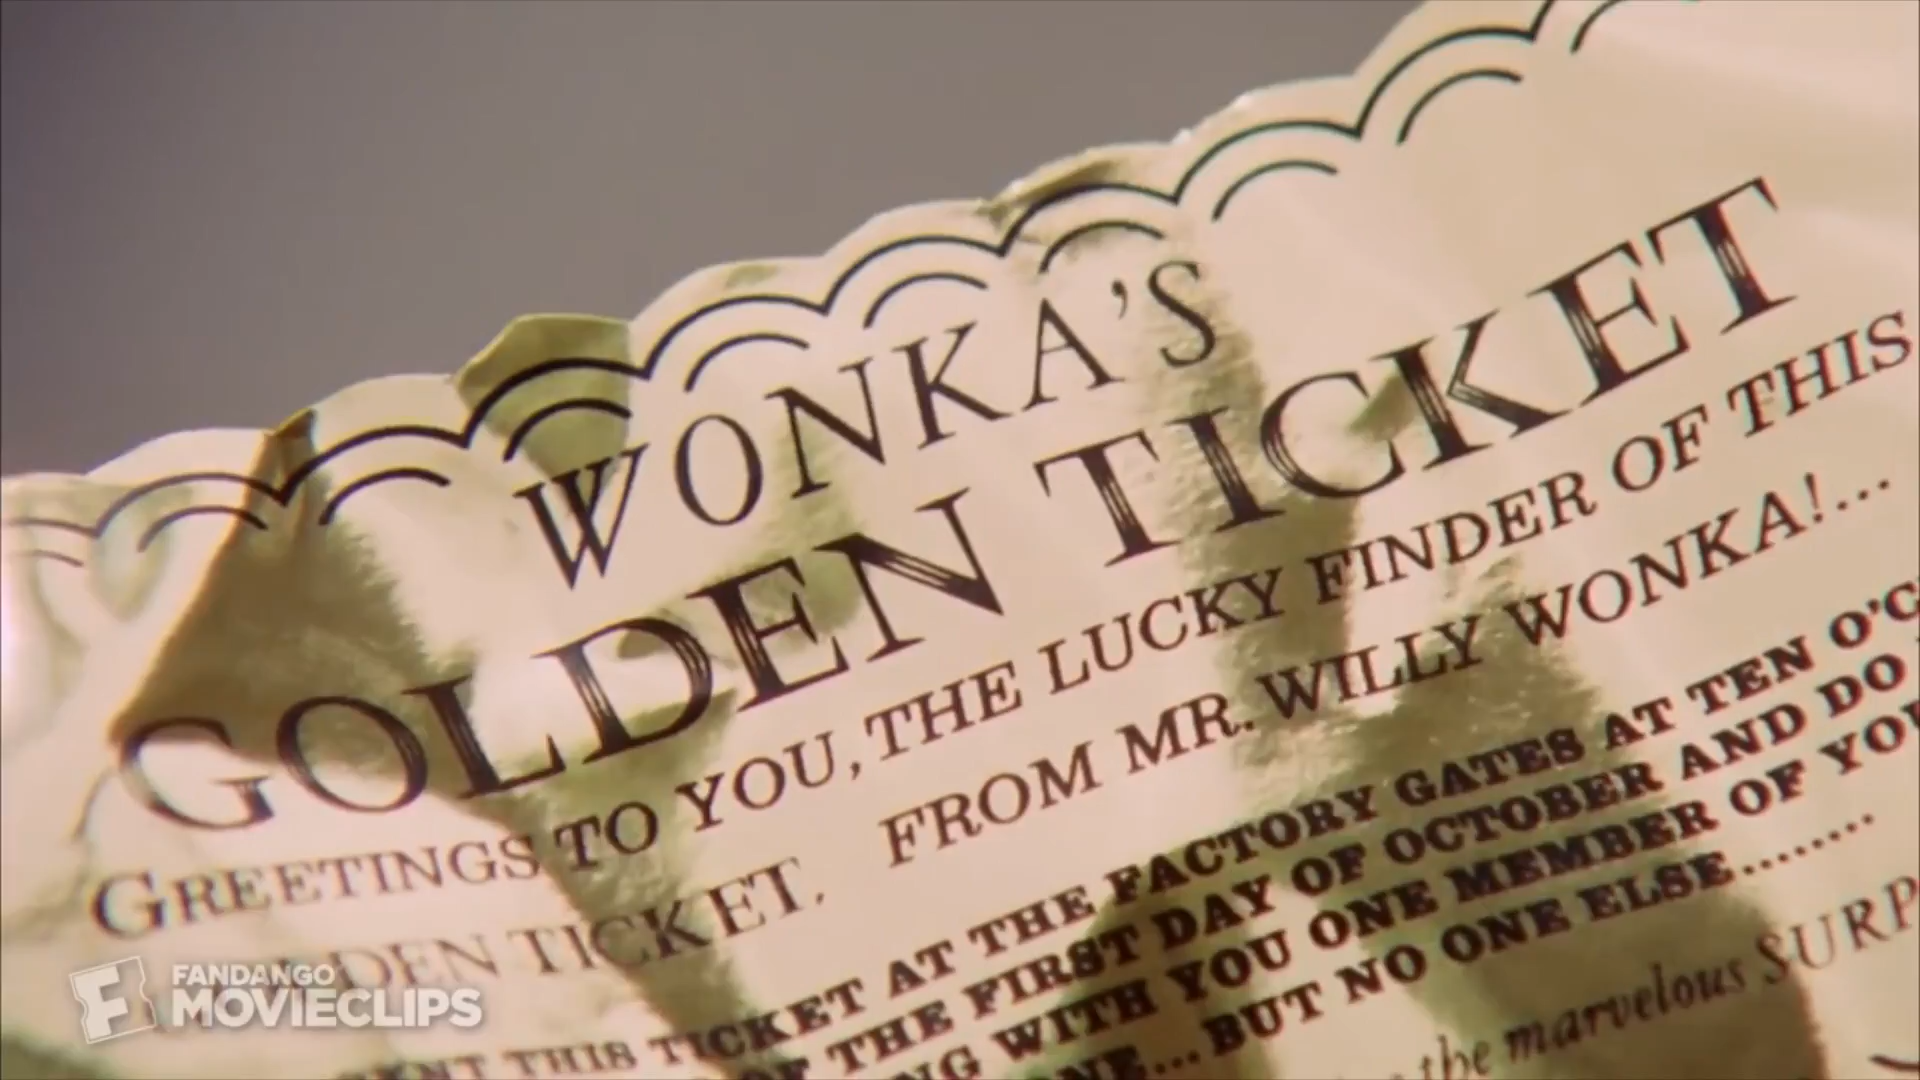 WONKA'S
GOLDEN TICKET
GREETINGS TO YOU, THE LUCKY FINDER OF THIS
TICKET, FROM MR. WILLY WONKA!...
THIS TICKET AT THE FACTORY GATES AT TEN O'C
OF THE FIRST DAY OF OCTOBER AND DO
WITH YOU ONE MEMBER OF
...BUT NO ONE ELSE........
the marvelous SURP
FANDANGO
MOVIECLIPS